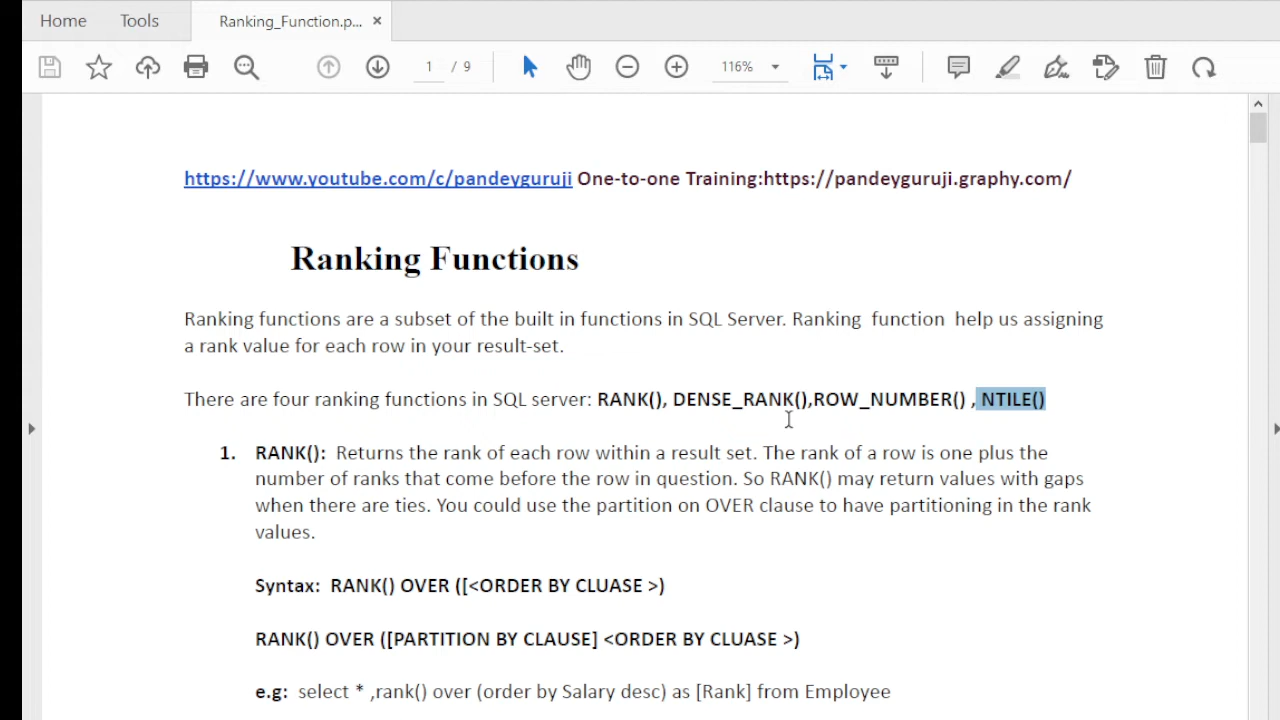 Home Tools Ranking_Function.p... ×
1 / 9 116%
https://www.youtube.com/c/pandeyguruji One-to-one Training:https://pandeyguruji.graphy.com/
Ranking Functions
Ranking functions are a subset of the built in functions in SQL Server. Ranking function help us assigning
a rank value for each row in your result-set.
There are four ranking functions in SQL server: RANK(), DENSE_RANK(),ROW_NUMBER() , NTILE()
1. RANK(): Returns the rank of each row within a result set. The rank of a row is one plus the
number of ranks that come before the row in question. So RANK() may return values with gaps
when there are ties. You could use the partition on OVER clause to have partitioning in the rank
values.
Syntax: RANK() OVER ([<ORDER BY CLUASE >)
RANK() OVER ([PARTITION BY CLAUSE] <ORDER BY CLUASE >)
e.g: select * ,rank() over (order by Salary desc) as [Rank] from Employee